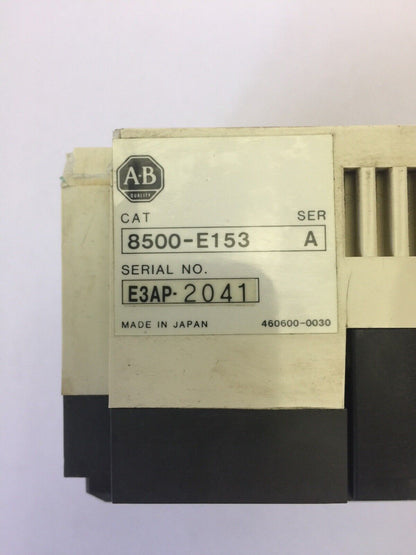 A-B
QUALITY
CAT SER
8500-E153 A
SERIAL NO.
E3AP-2041
MADE IN JAPAN 460600-0030